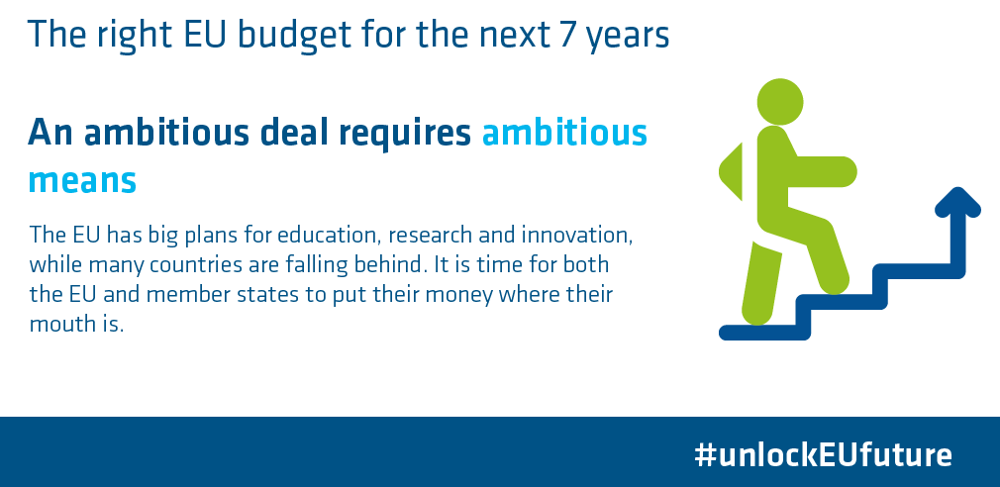 The right EU budget for the next 7 years
An ambitious deal requires ambitious
means
The EU has big plans for education, research and innovation,
while many countries are falling behind. It is time for both
the EU and member states to put their money where their
mouth is.
#unlockEUfuture